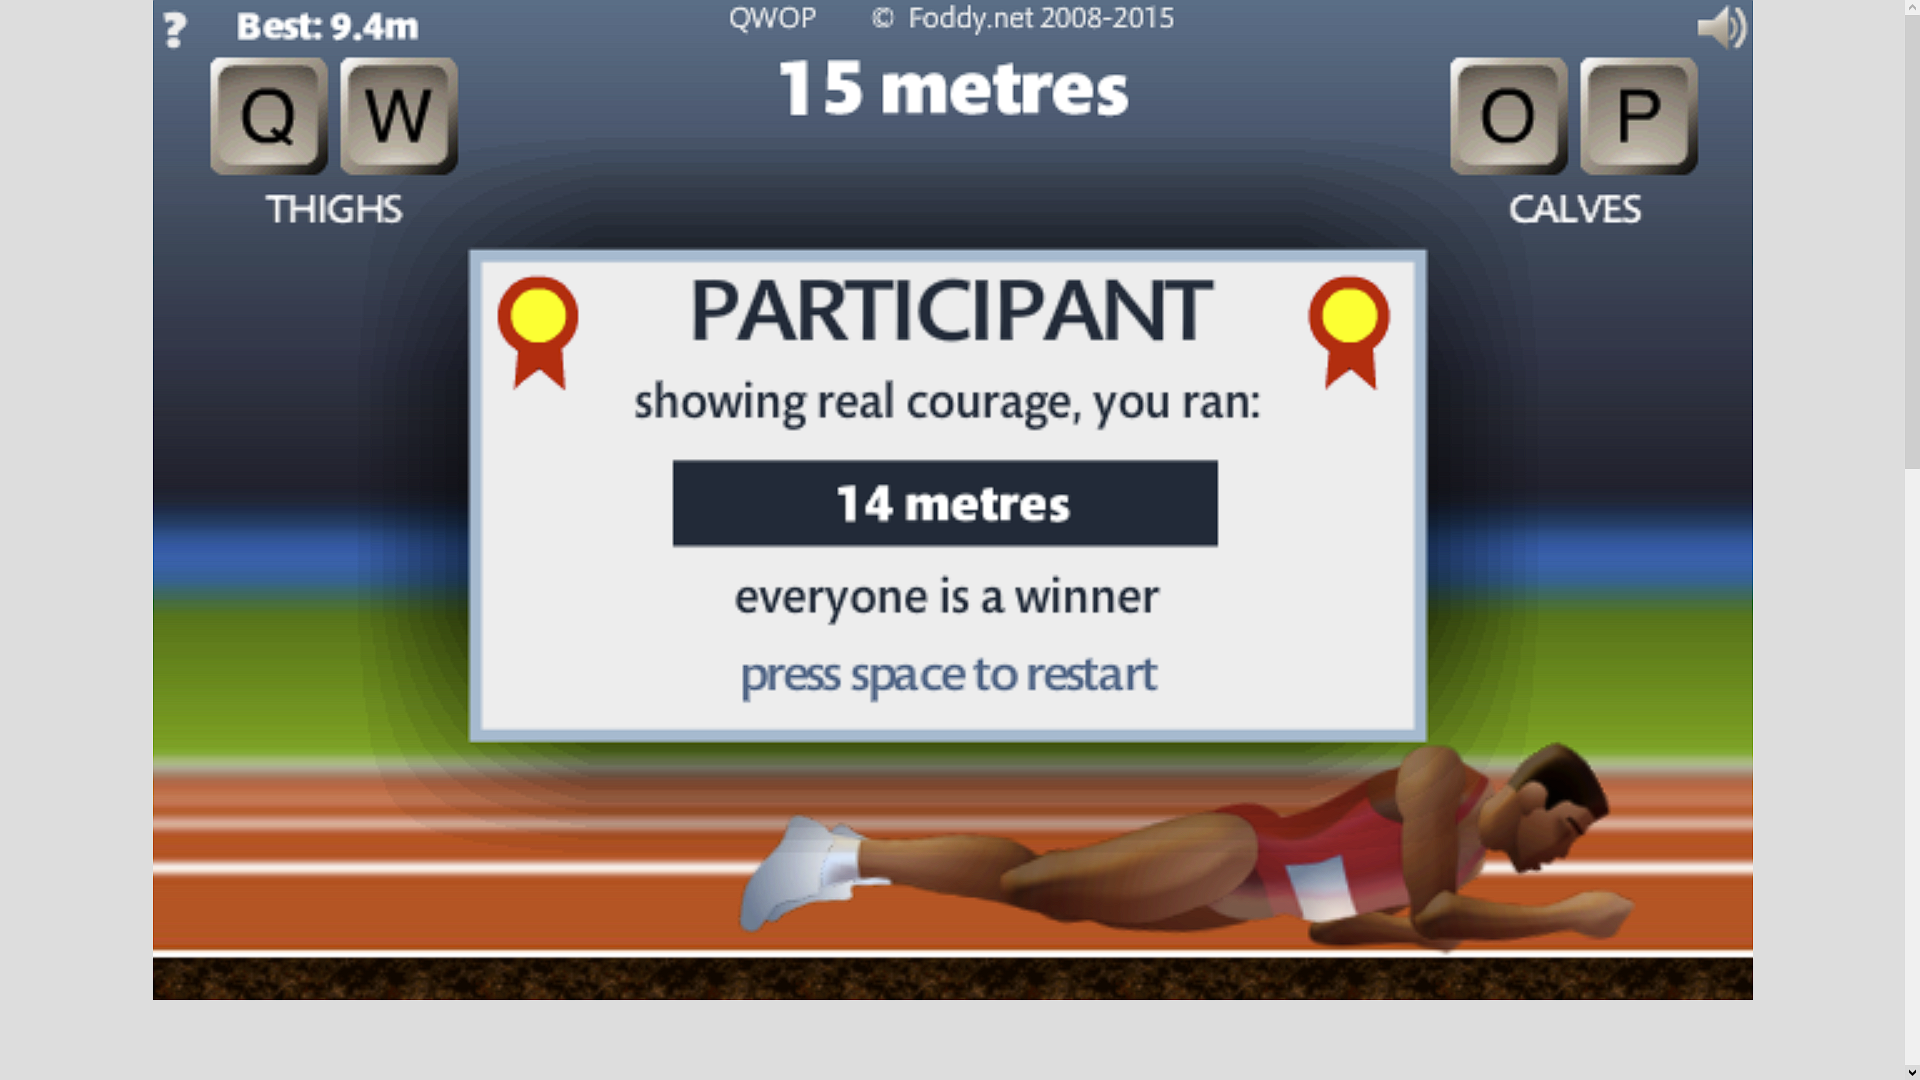 ? Best: 9.4m
QWOP © Foddy.net 2008-2015
15 metres
Q W
THIGHS
O P
CALVES
PARTICIPANT
showing real courage, you ran:
14 metres
everyone is a winner
press space to restart